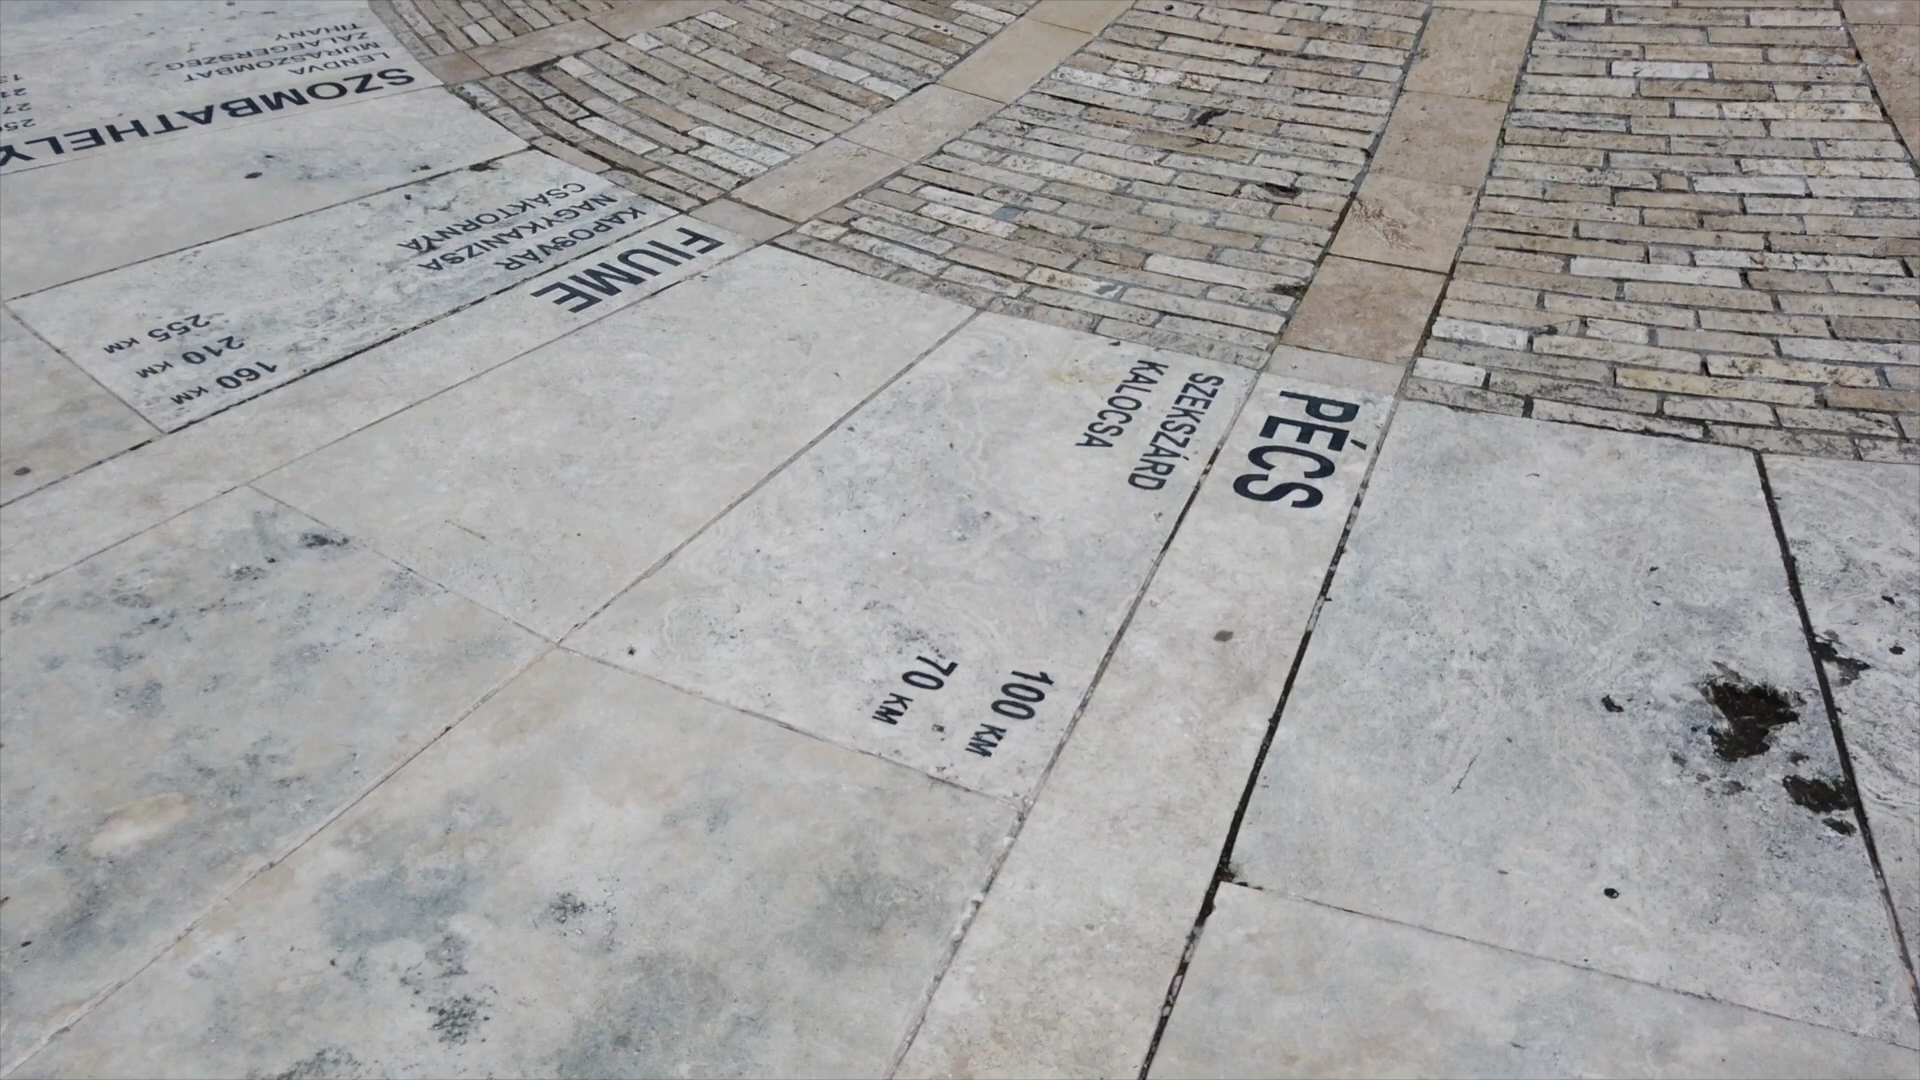 SZOMBATHELY
LENDVA
MURASZOMBAT
ZALAEGERSZEG
TIHANY
FIUME
KAPOSVÁR 160 KM
NAGYKANIZSA 210 KM
CSÁKTORNYA 255 KM
PÉCS
SZEKSZÁRD 100 KM
KALOCSA 70 KM